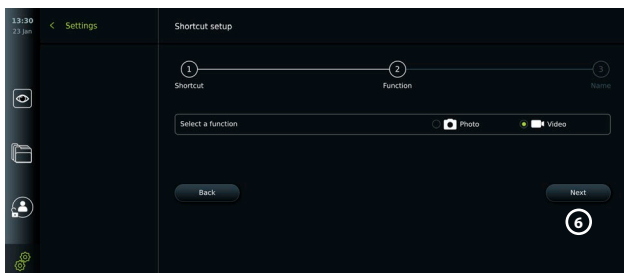 13:30
23 Jan
Settings
Shortcut setup
1
2
3
Shortcut
Function
Name
Select a function
Photo
Video
Back
Next
6